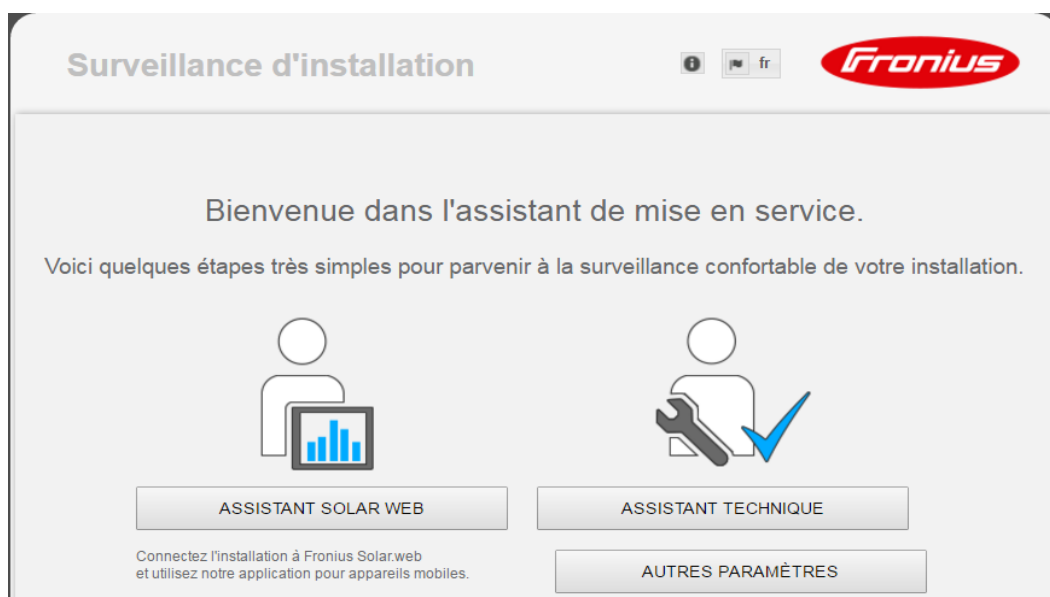 Surveillance d'installation
fr
Fronius
Bienvenue dans l'assistant de mise en service.
Voici quelques étapes très simples pour parvenir à la surveillance confortable de votre installation.
ASSISTANT SOLAR WEB
ASSISTANT TECHNIQUE
Connectez l'installation à Fronius Solar.web
et utilisez notre application pour appareils mobiles.
AUTRES PARAMÈTRES